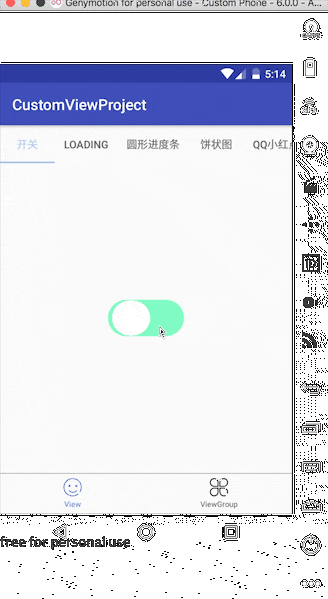 Genymotion for personal use - Custom Phone - 6.0.0 - A...
5:14
CustomViewProject
开关 LOADING 圆形进度条 饼状图 QQ小红
View ViewGroup
free for personal use